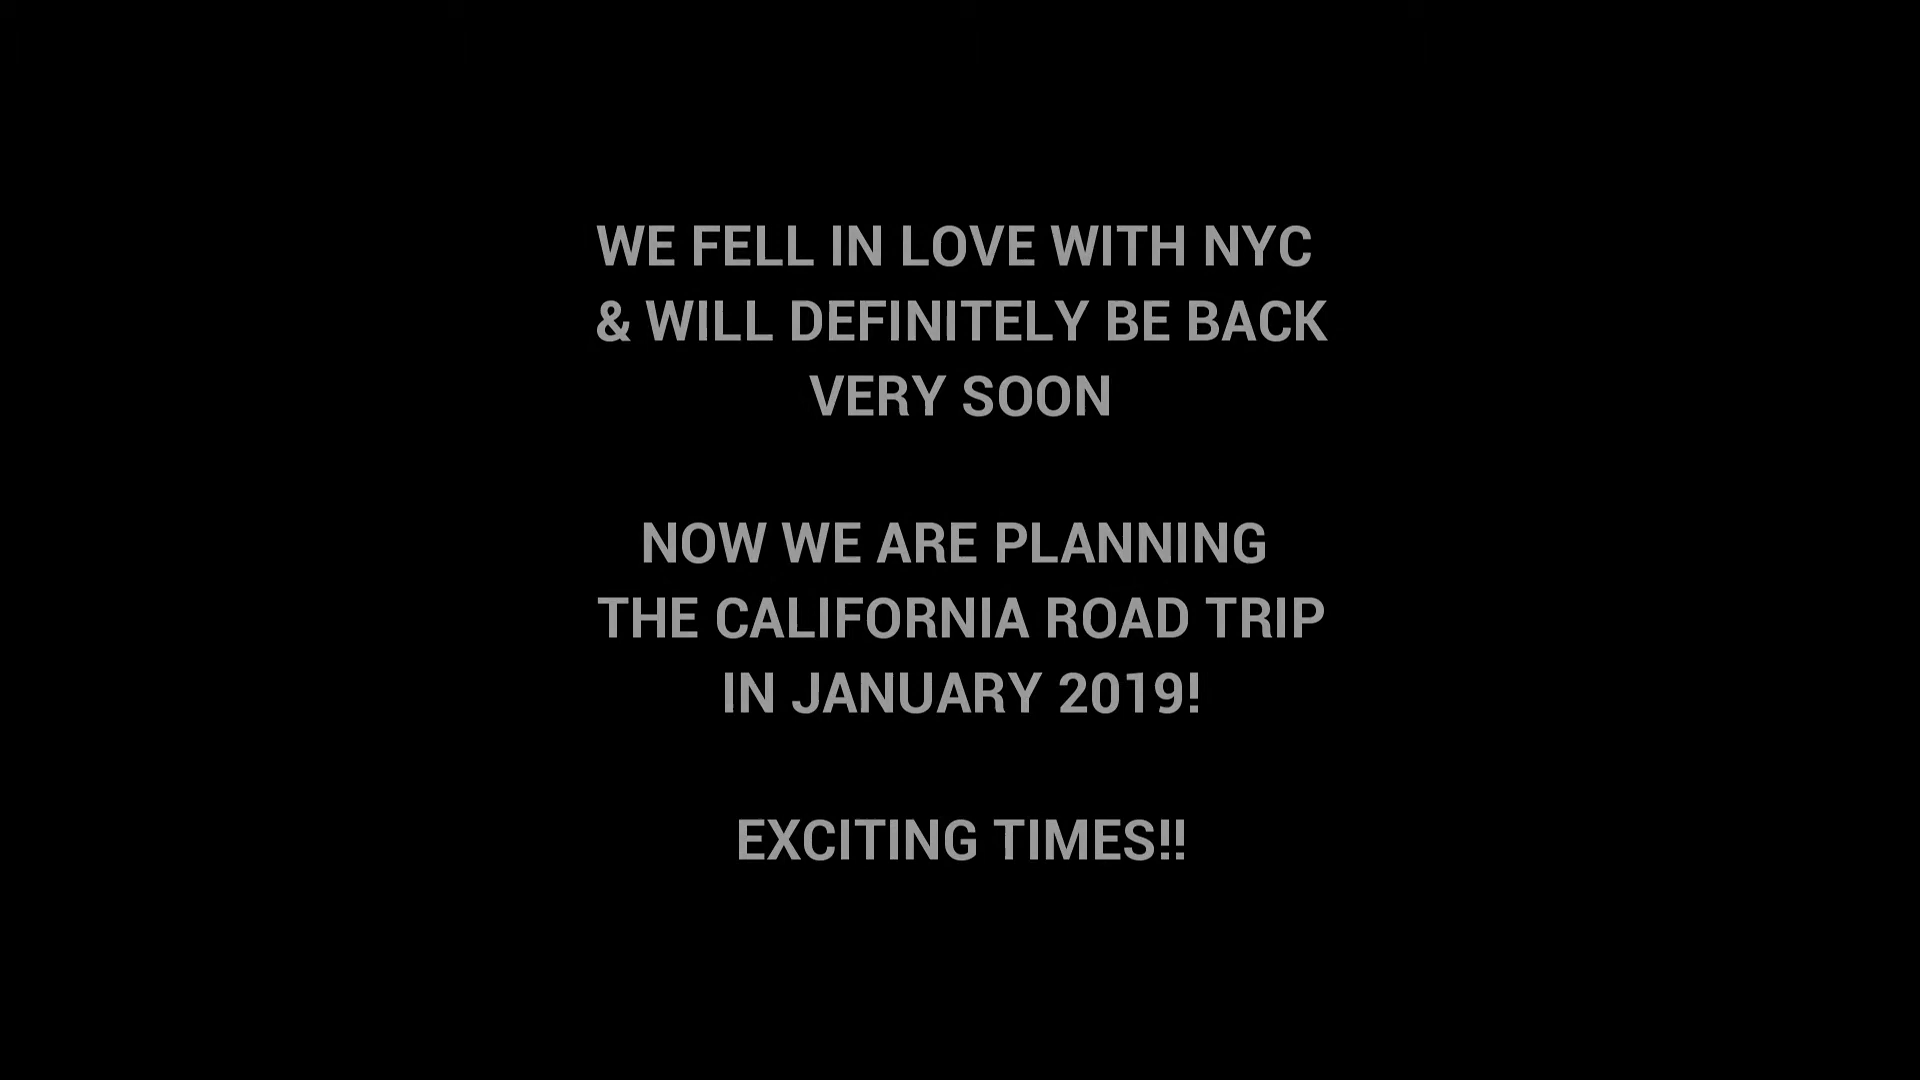 WE FELL IN LOVE WITH NYC
& WILL DEFINITELY BE BACK
VERY SOON
NOW WE ARE PLANNING
THE CALIFORNIA ROAD TRIP
IN JANUARY 2019!
EXCITING TIMES!!